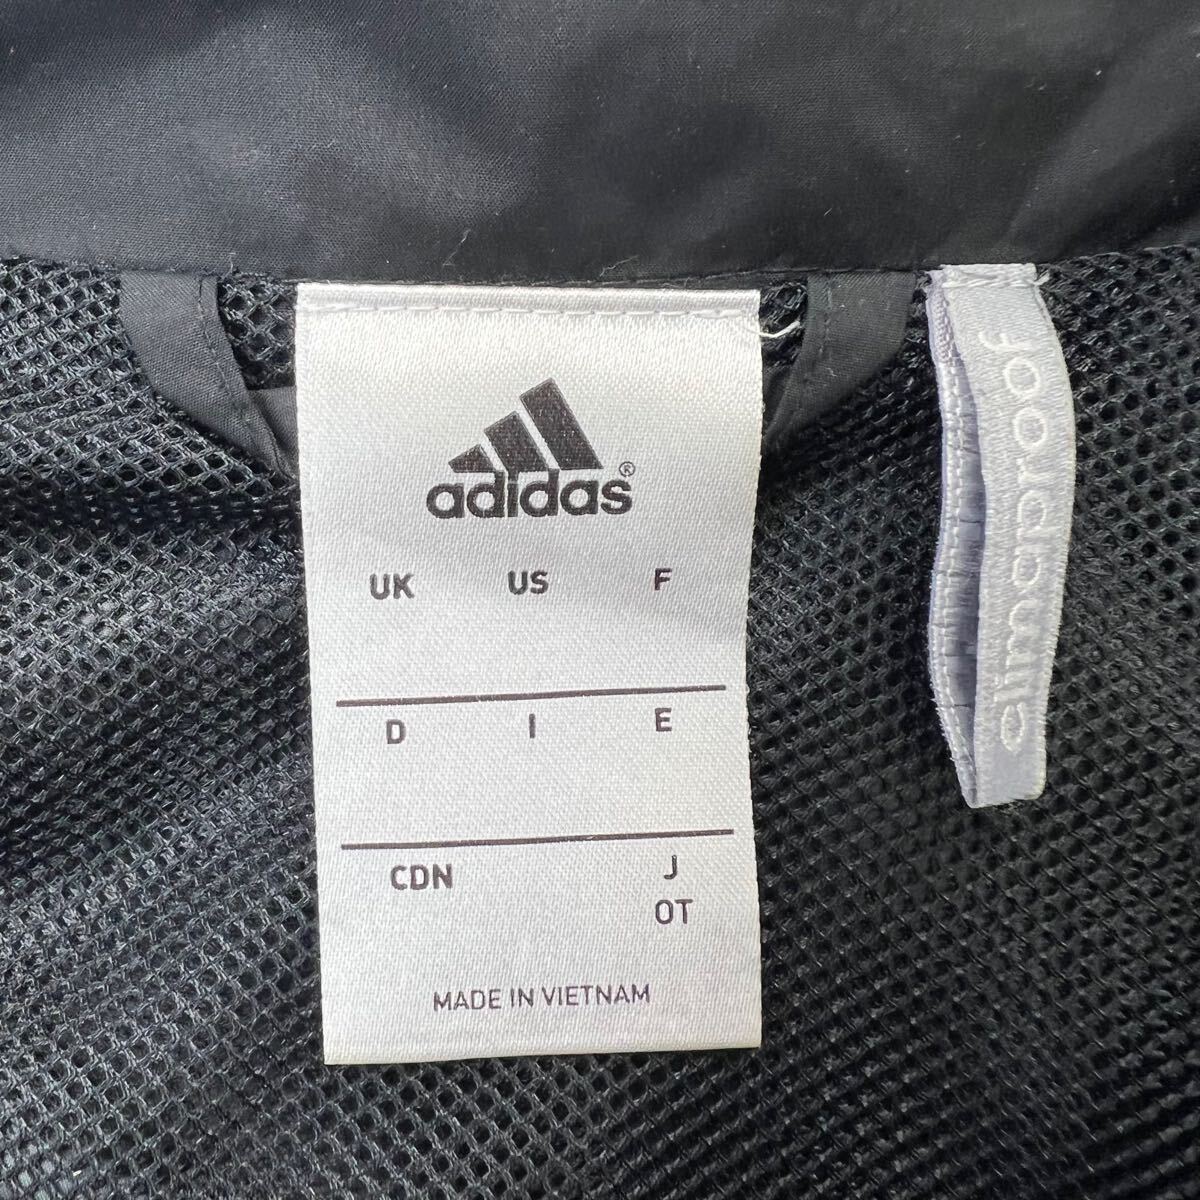 adidas®
UK US F
D I E
CDN J
OT
MADE IN VIETNAM
climaproof